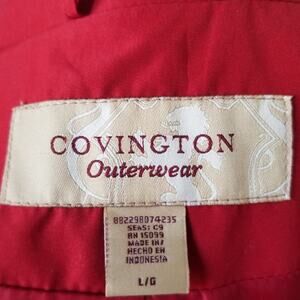 COVINGTON
Outerwear
882298074235
SEAS: C9
RN 15099
MADE IN/
HECHO EN
INDONESIA
L/G